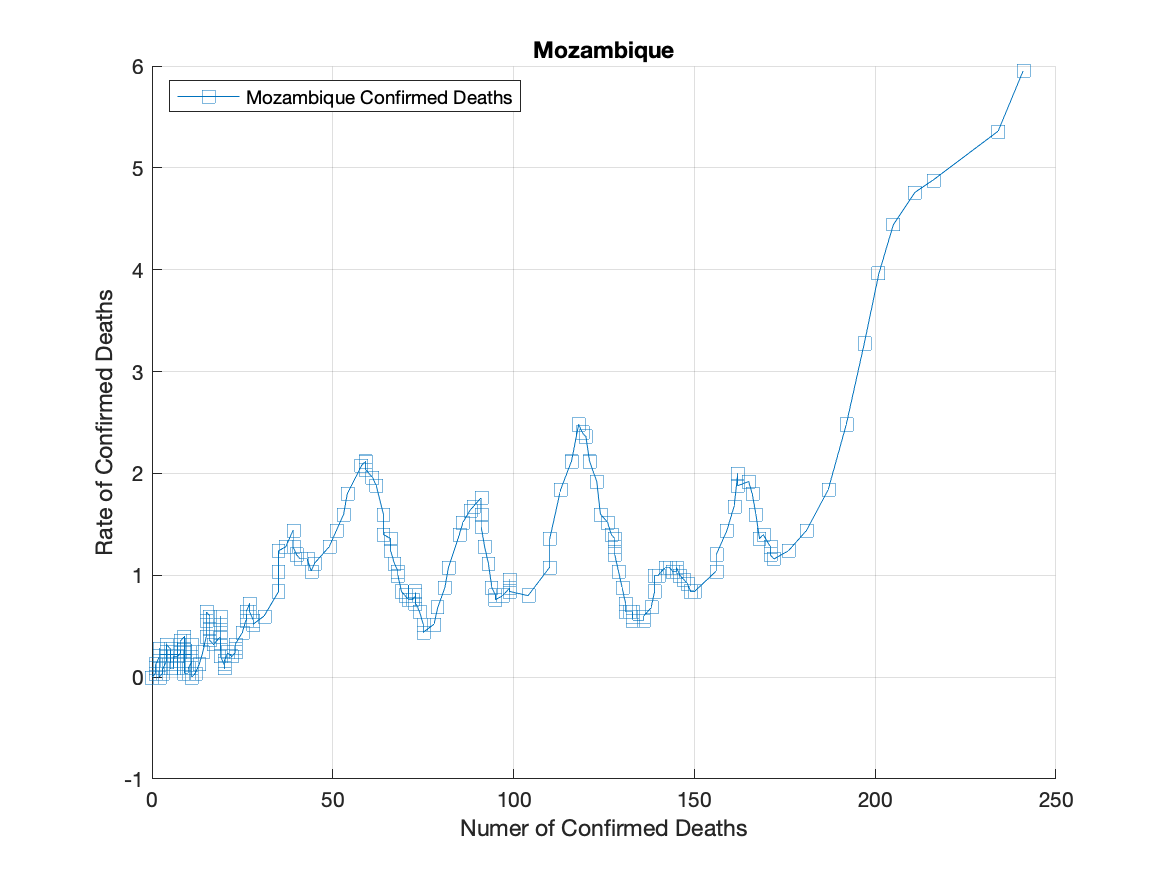 Mozambique
Mozambique Confirmed Deaths
6
5
4
3
2
1
0
-1
Rate of Confirmed Deaths
0 50 100 150 200 250
Numer of Confirmed Deaths